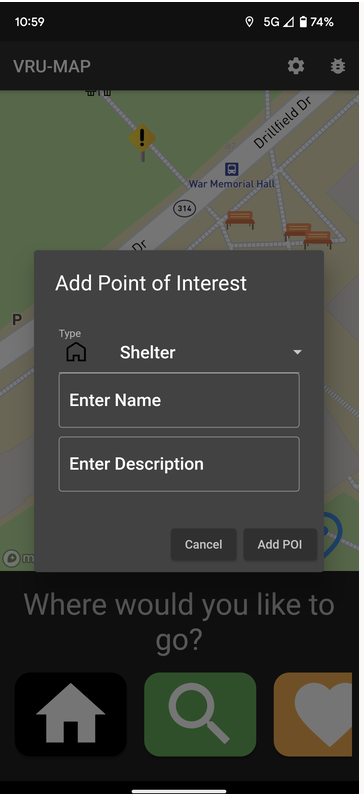 10:59
5G
74%
VRU-MAP
Drillfield Dr
War Memorial Hall
314
Dr
P
Add Point of Interest
Type
Shelter
Enter Name
Enter Description
Cancel
Add POI
Where would you like to
go?